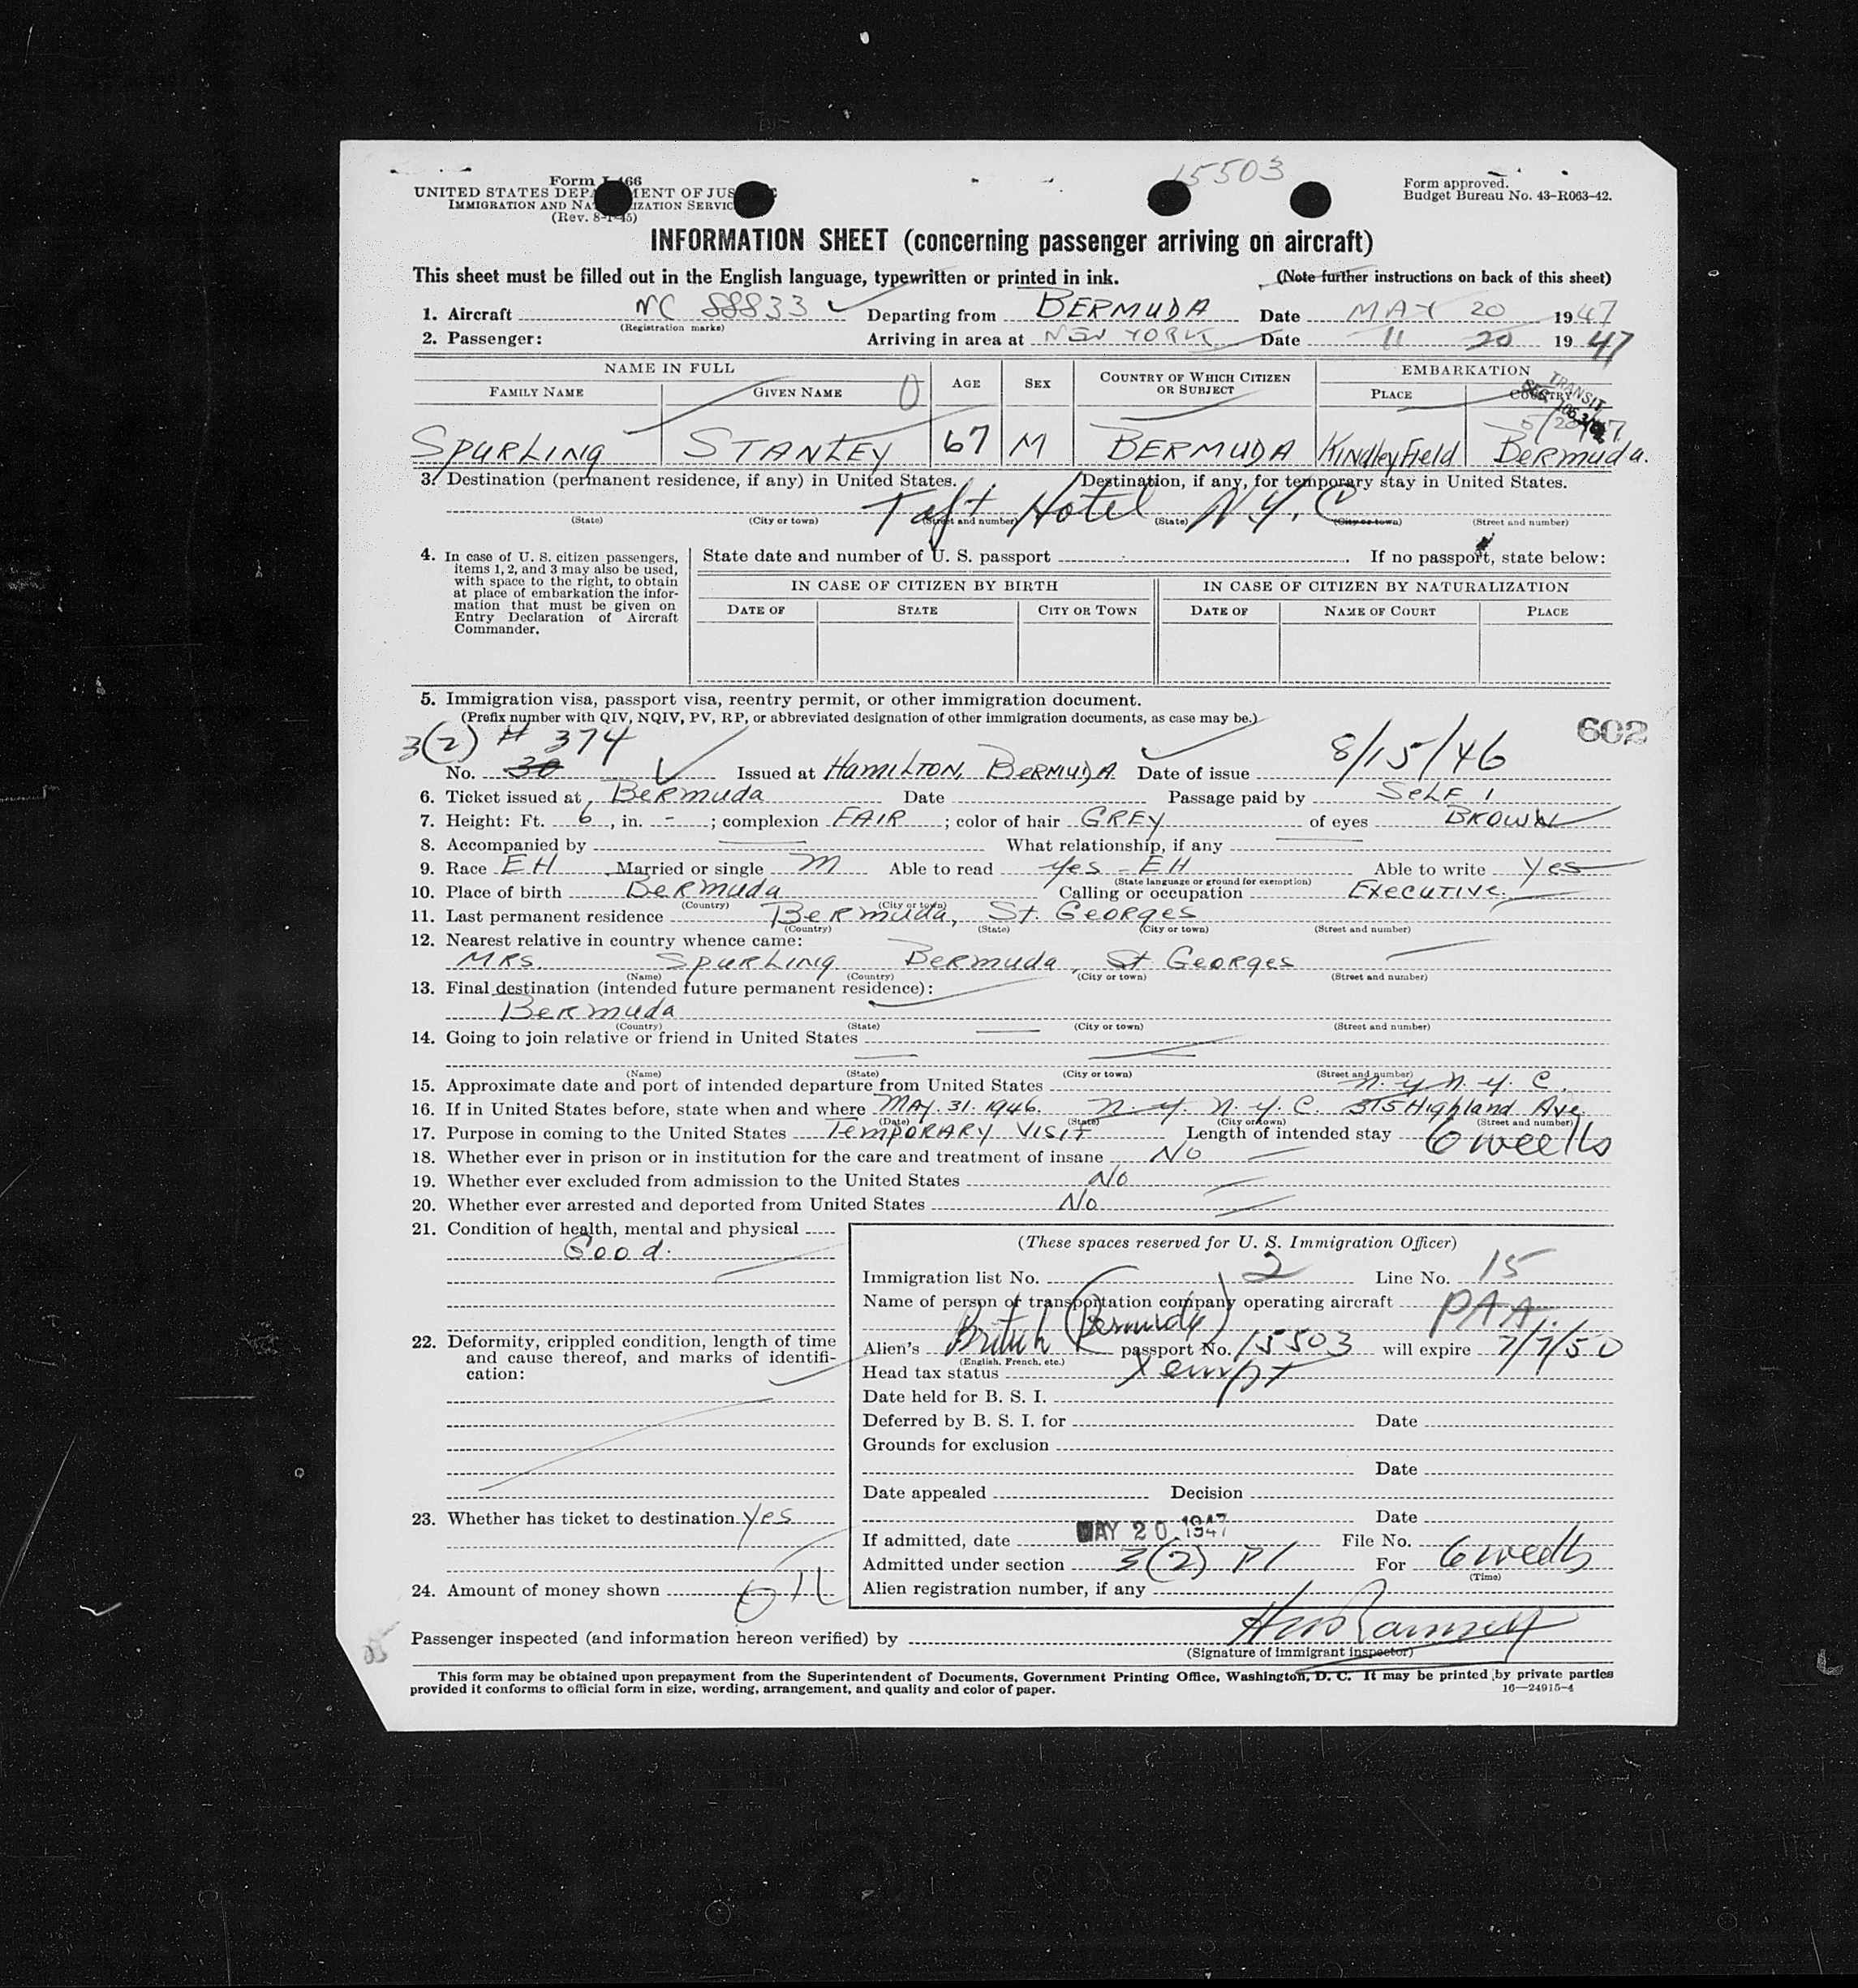 15503
Form I-466
UNITED STATES DEPARTMENT OF JUSTICE
IMMIGRATION AND NATURALIZATION SERVICE
(Rev. 8-1-45)
Form approved.
Budget Bureau No. 43-R063-42.
INFORMATION SHEET (concerning passenger arriving on aircraft)
This sheet must be filled out in the English language, typewritten or printed in ink. (Note further instructions on back of this sheet)
1. Aircraft NC 88833 Departing from BERMUDA Date MAY 20 1947
(Registration marks)
2. Passenger: Arriving in area at NEW YORK Date 11 20 1947
NAME IN FULL AGE SEX COUNTRY OF WHICH CITIZEN OR SUBJECT EMBARKATION
FAMILY NAME GIVEN NAME PLACE COUNTRY
TRANSIT
5/20/47
SPURLING STANLEY 67 M BERMUDA KINDLEYFIELD BERMUDA.
3. Destination (permanent residence, if any) in United States. Destination, if any, for temporary stay in United States.
Taft Hotel N.Y.C
(State) (City or town) (Street and number) (State) (City or town) (Street and number)
4. In case of U. S. citizen passengers, items 1, 2, and 3 may also be used, with space to the right, to obtain at place of embarkation the information that must be given on Entry Declaration of Aircraft Commander.
State date and number of U. S. passport If no passport, state below:
IN CASE OF CITIZEN BY BIRTH IN CASE OF CITIZEN BY NATURALIZATION
DATE OF STATE CITY OR TOWN DATE OF NAME OF COURT PLACE
5. Immigration visa, passport visa, reentry permit, or other immigration document.
(Prefix number with QIV, NQIV, PV, RP, or abbreviated designation of other immigration documents, as case may be.)
602
3(2) # 374
No. 30 Issued at HAMILTON, BERMUDA Date of issue 8/15/46
6. Ticket issued at Bermuda Date Passage paid by SELF
7. Height: Ft. 6, in. - ; complexion FAIR ; color of hair GREY of eyes BROWN
8. Accompanied by What relationship, if any
9. Race EH Married or single M Able to read yes - EH Able to write yes
(State language or ground for exemption)
10. Place of birth Bermuda Calling or occupation EXECUTIVE.
(Country) (City or town)
11. Last permanent residence Bermuda, St. Georges
(Country) (State) (City or town) (Street and number)
12. Nearest relative in country whence came:
MRS. SPURLING Bermuda, St Georges
(Name) (Country) (City or town) (Street and number)
13. Final destination (intended future permanent residence):
Bermuda
(Country) (State) (City or town) (Street and number)
14. Going to join relative or friend in United States
(Name) (State) (City or town) (Street and number)
15. Approximate date and port of intended departure from United States N.Y N.Y.C.
16. If in United States before, state when and where MAY. 31. 1946. N.Y. N.Y.C. 315 Highland Ave
(Date) (State) (City or town) (Street and number)
17. Purpose in coming to the United States TEMPORARY VISIT Length of intended stay 6 weeks
18. Whether ever in prison or in institution for the care and treatment of insane No
19. Whether ever excluded from admission to the United States No
20. Whether ever arrested and deported from United States No
21. Condition of health, mental and physical
Good.
22. Deformity, crippled condition, length of time and cause thereof, and marks of identification:
23. Whether has ticket to destination yes
24. Amount of money shown
(These spaces reserved for U. S. Immigration Officer)
Immigration list No. 2 Line No. 15
Name of person or transportation company operating aircraft PAA.
Alien's British (Bermuda) passport No. 15503 will expire 7/7/50
(English, French, etc.)
Head tax status Xempt
Date held for B. S. I.
Deferred by B. S. I. for Date
Grounds for exclusion
Date
Date appealed Decision
Date
If admitted, date MAY 20 1947 File No.
Admitted under section 3(2) P1 For 6 weeks
(Time)
Alien registration number, if any
Passenger inspected (and information hereon verified) by
(Signature of immigrant inspector)
This form may be obtained upon prepayment from the Superintendent of Documents, Government Printing Office, Washington, D. C. It may be printed by private parties
provided it conforms to official form in size, wording, arrangement, and quality and color of paper. 16—24915-4